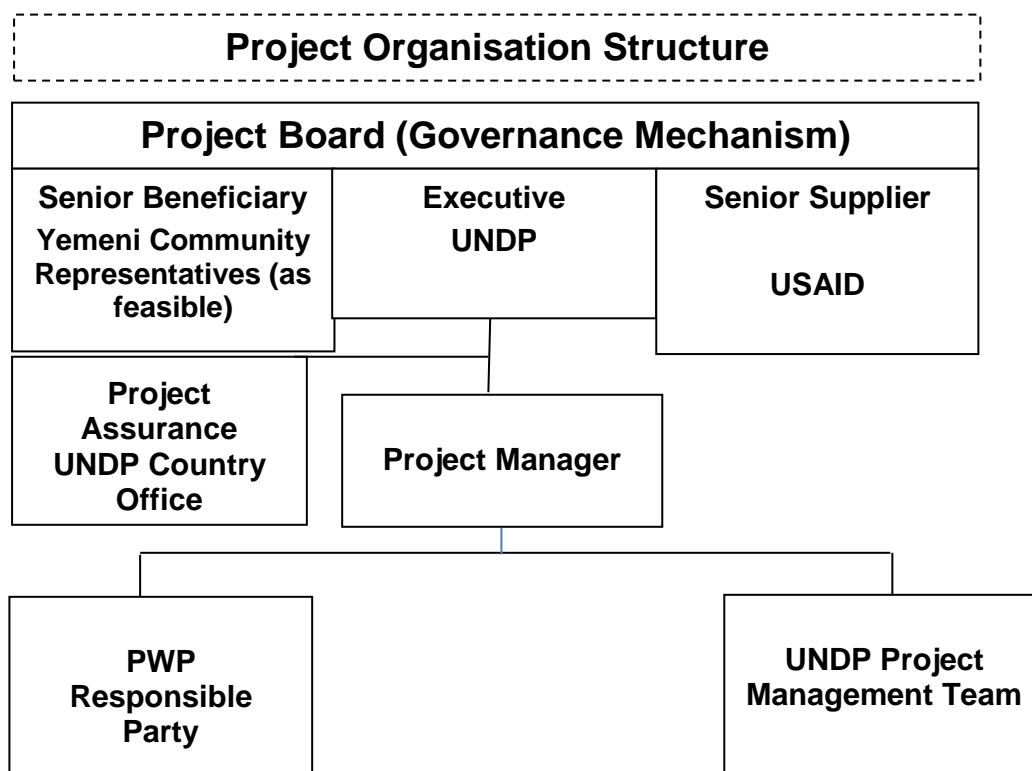 Project Organisation Structure
Project Board (Governance Mechanism)
Senior Beneficiary
Yemeni Community
Representatives (as
feasible)
Executive
UNDP
Senior Supplier
USAID
Project
Assurance
UNDP Country
Office
Project Manager
PWP
Responsible
Party
UNDP Project
Management Team